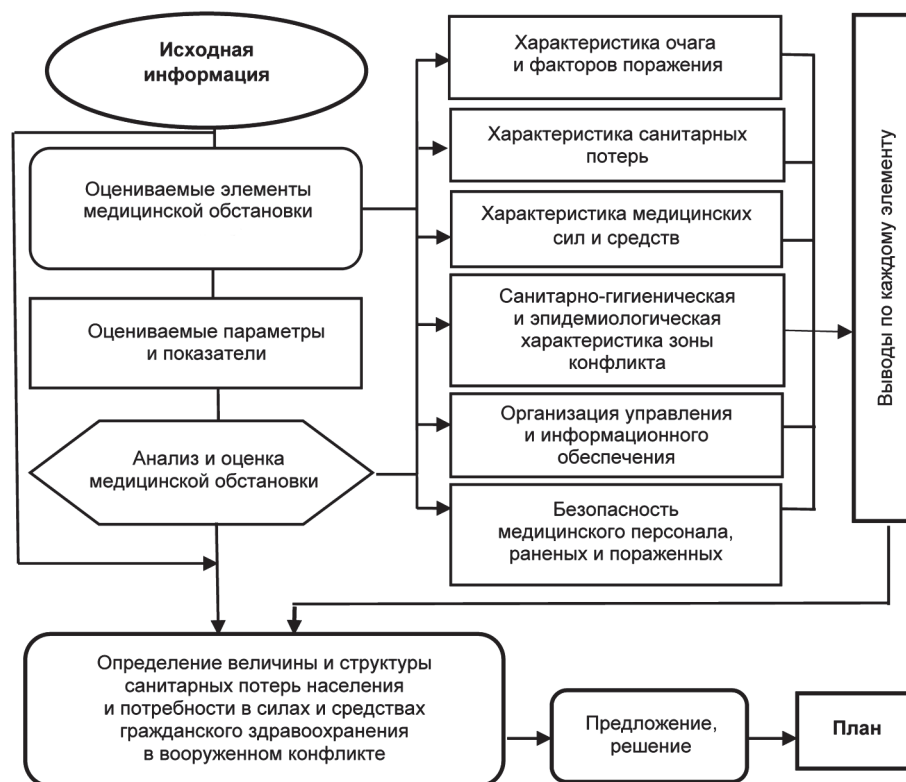 Исходная
информация
Оцениваемые элементы
медицинской обстановки
Оцениваемые параметры
и показатели
Анализ и оценка
медицинской обстановки
Характеристика очага
и факторов поражения
Характеристика санитарных
потерь
Характеристика медицинских
сил и средств
Санитарно-гигиеническая
и эпидемиологическая
характеристика зоны
конфликта
Организация управления
и информационного
обеспечения
Безопасность
медицинского персонала,
раненых и пораженных
Выводы по каждому элементу
Определение величины и структуры
санитарных потерь населения
и потребности в силах и средствах
гражданского здравоохранения
в вооруженном конфликте
Предложение,
решение
План